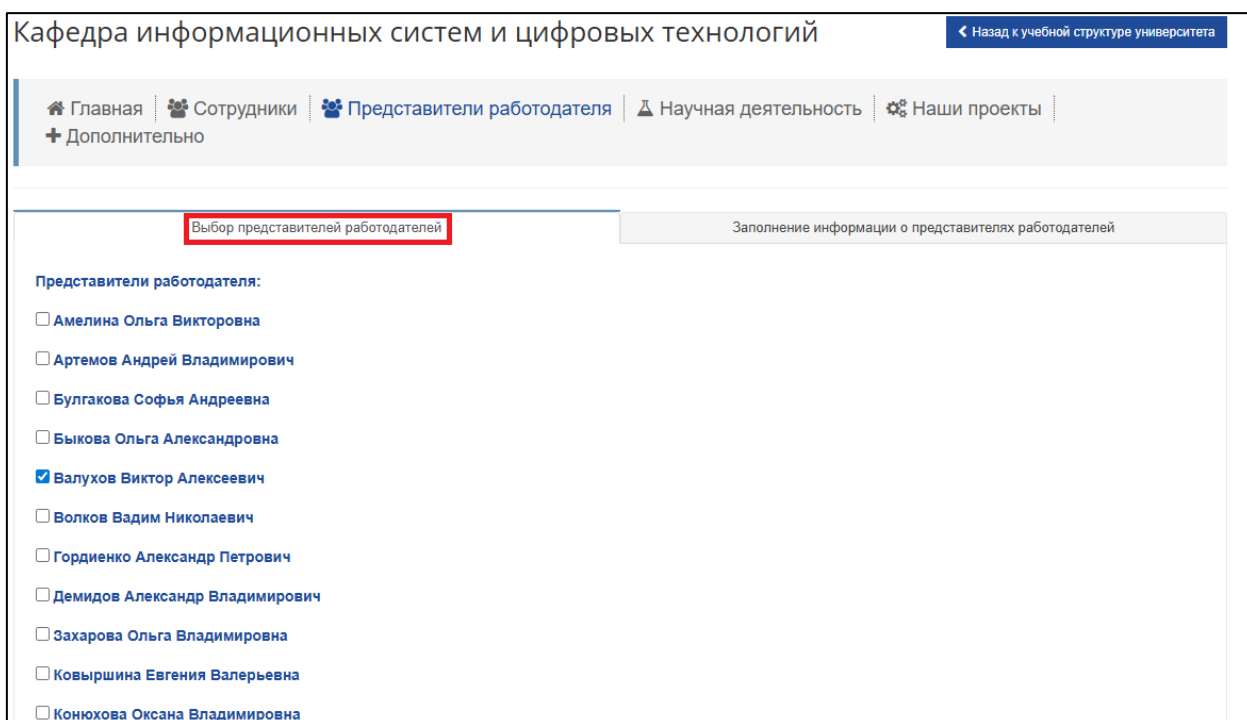 Кафедра информационных систем и цифровых технологий
Назад к учебной структуре университета
Главная Сотрудники Представители работодателя Научная деятельность Наши проекты
Дополнительно
Выбор представителей работодателей
Заполнение информации о представителях работодателей
Представители работодателя:
Амелина Ольга Викторовна
Артемов Андрей Владимирович
Булгакова Софья Андреевна
Быкова Ольга Александровна
Валухов Виктор Алексеевич
Волков Вадим Николаевич
Гордиенко Александр Петрович
Демидов Александр Владимирович
Захарова Ольга Владимировна
Ковыршина Евгения Валерьевна
Конюхова Оксана Владимировна